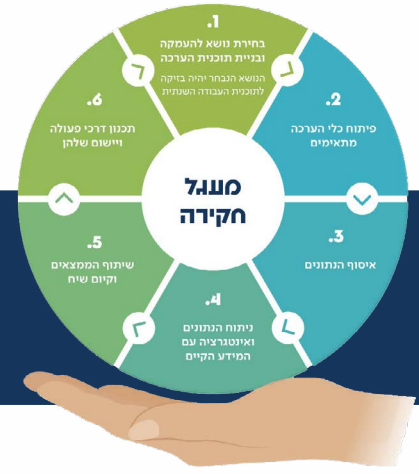 מעגל
חקירה
1.
בחירת נושא להעמקה
ובניית תוכנית הערכה
הנושא הנבחר יהיה בזיקה
לתוכנית העבודה השנתית
2.
פיתוח כלי הערכה
מתאימים
3.
איסוף הנתונים
4.
ניתוח הנתונים
ואינטגרציה עם
המידע הקיים
5.
שיתוף הממצאים
וקיום שיח
6.
תכנון דרכי פעולה
ויישום שלהן